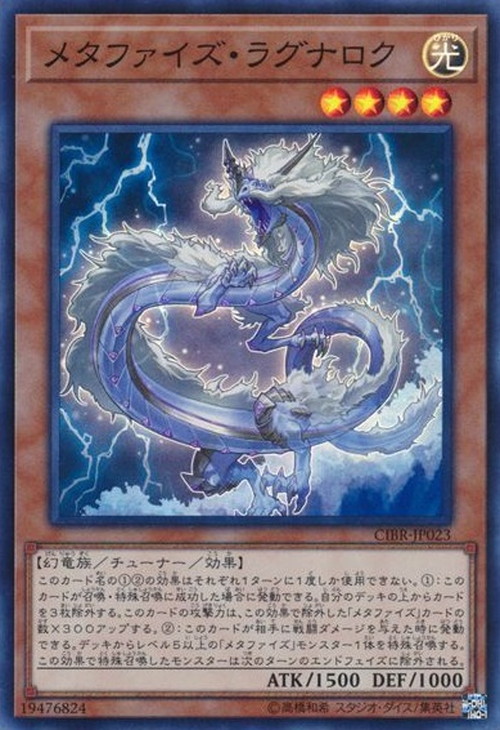 メタファイズ・ラグナロク
光
CIBR-JP023
【幻竜族/チューナー/効果】
このカード名の①②の効果はそれぞれ1ターンに1度しか使用できない。①:この
カードが召喚・特殊召喚に成功した場合に発動できる。自分のデッキの上からカード
を3枚除外する。このカードの攻撃力は、この効果で除外した「メタファイズ」カードの
数×300アップする。②:このカードが相手に戦闘ダメージを与えた時に発動
できる。デッキからレベル5以上の「メタファイズ」モンスター1体を特殊召喚する。
この効果で特殊召喚したモンスターは次のターンのエンドフェイズに除外される。
ATK/1500 DEF/1000
19476824
©高橋和希 スタジオ・ダイス/集英社